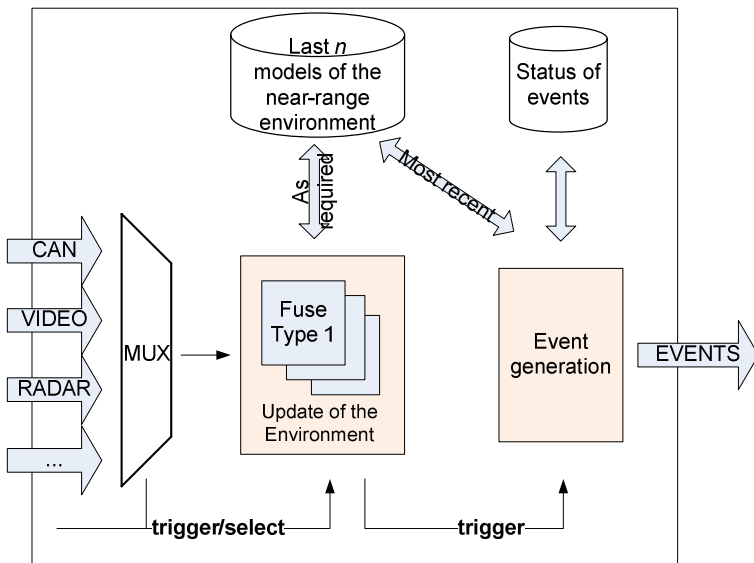 Last n
models of the
near-range
environment
Status of
events
As
required
Most recent
CAN
VIDEO
RADAR
...
MUX
Fuse
Type 1
Update of the
Environment
Event
generation
EVENTS
trigger/select
trigger